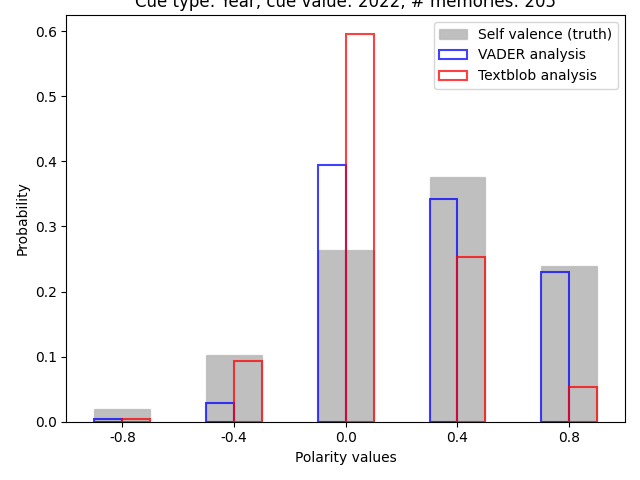 Cue type: Year, cue value: 2022, # memories: 205
Self valence (truth)
VADER analysis
Textblob analysis
0.6
0.5
0.4
0.3
0.2
0.1
0.0
Probability
-0.8 -0.4 0.0 0.4 0.8
Polarity values